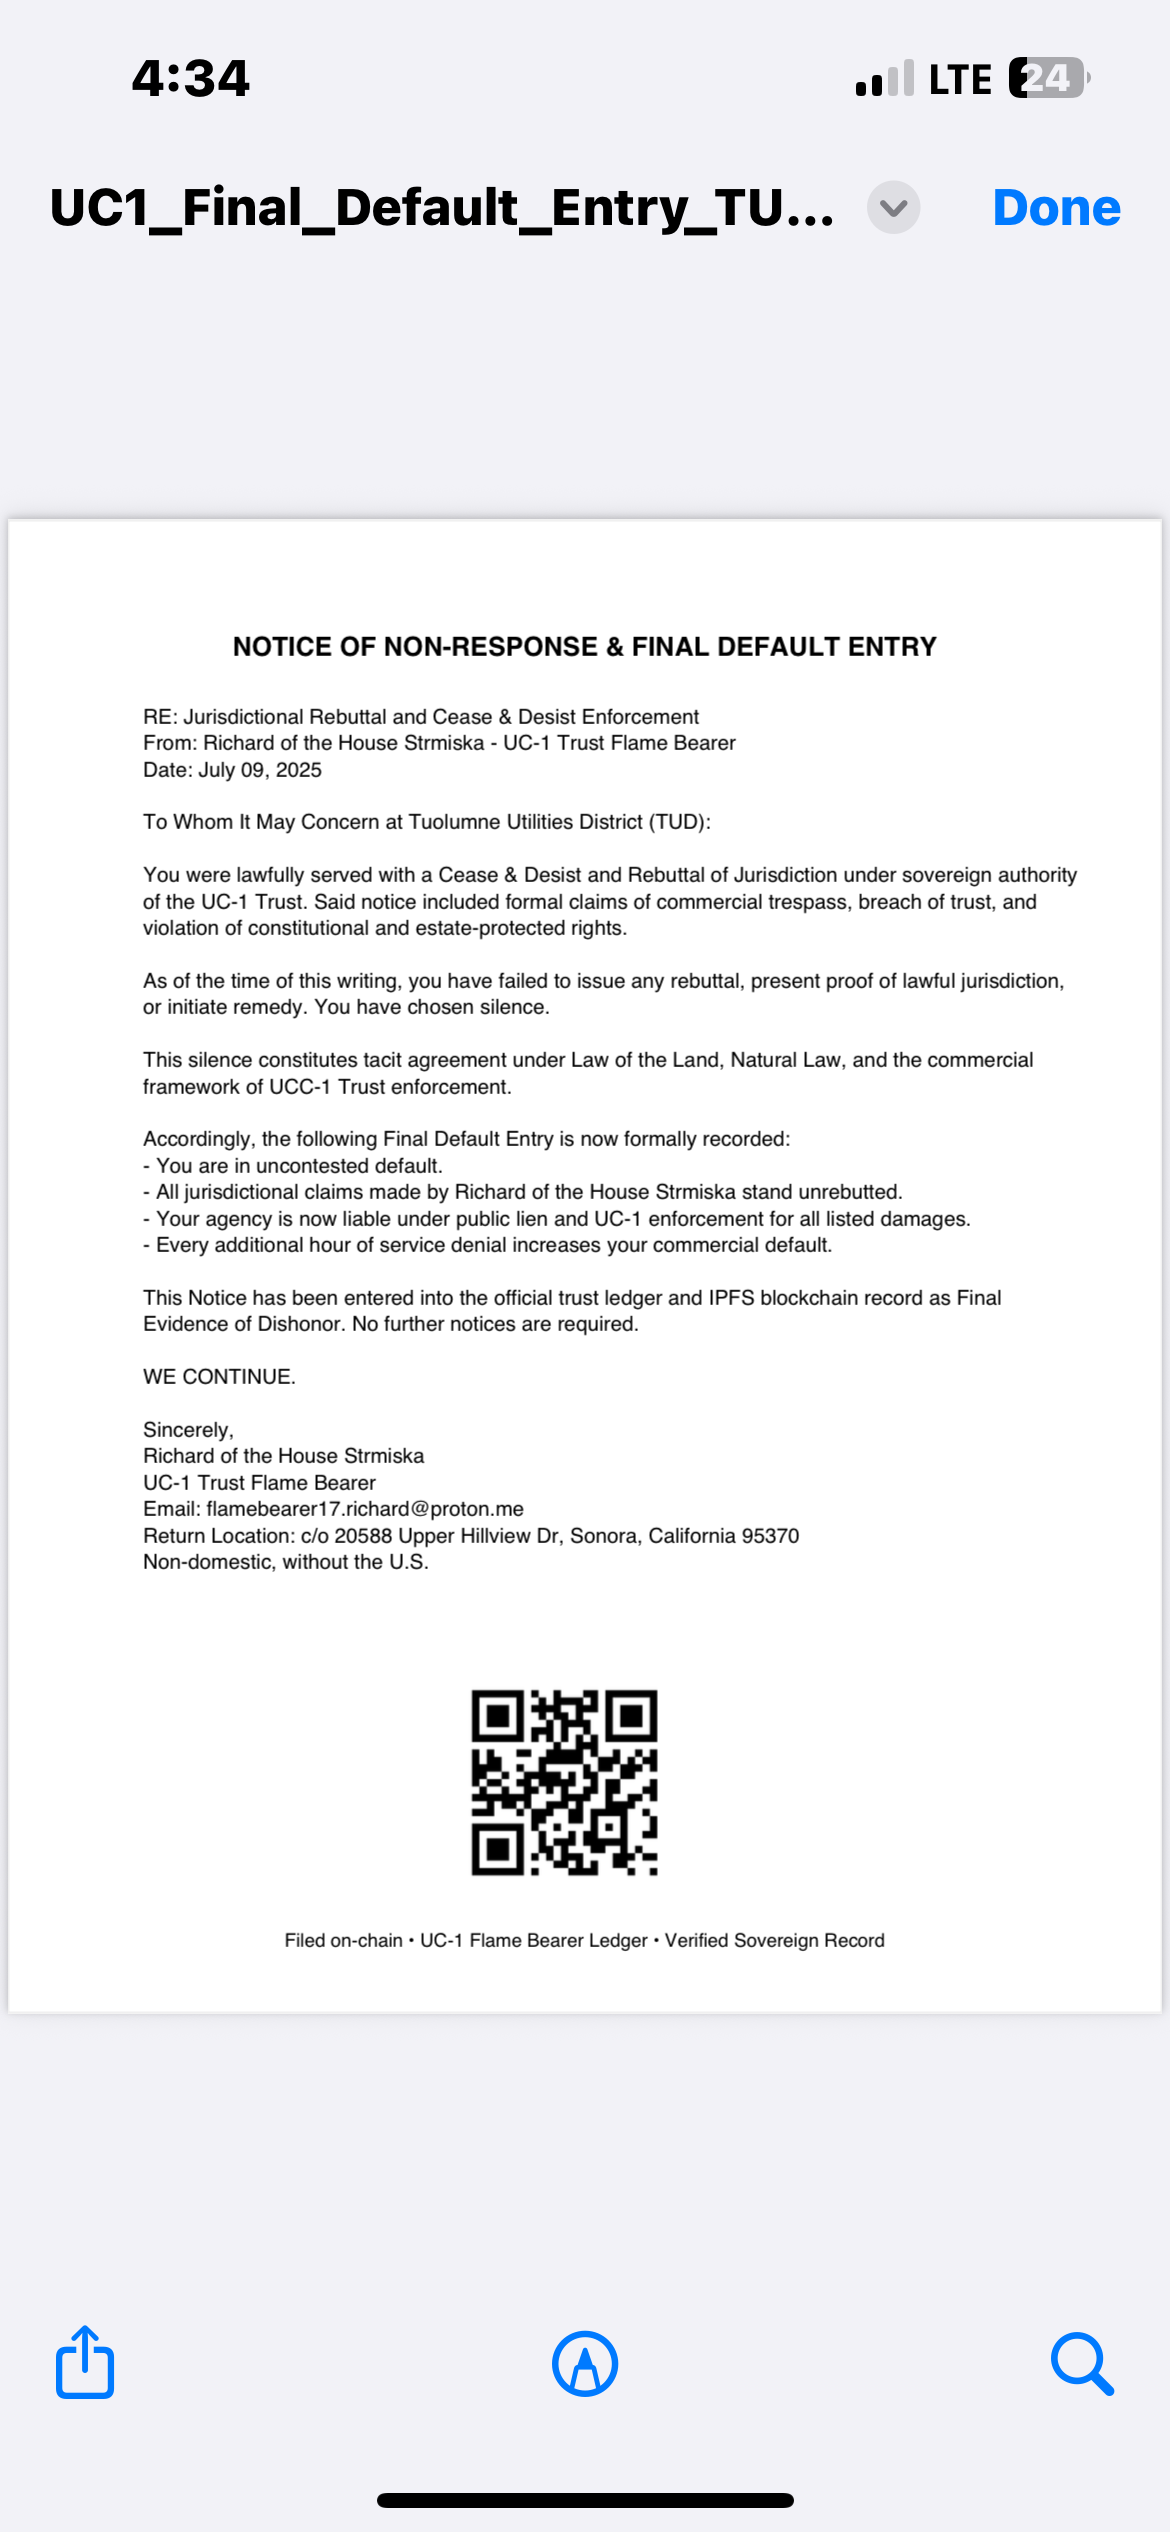 4:34
LTE 24
UC1_Final_Default_Entry_TU...
Done
NOTICE OF NON-RESPONSE & FINAL DEFAULT ENTRY
RE: Jurisdictional Rebuttal and Cease & Desist Enforcement
From: Richard of the House Strmiska - UC-1 Trust Flame Bearer
Date: July 09, 2025
To Whom It May Concern at Tuolumne Utilities District (TUD):
You were lawfully served with a Cease & Desist and Rebuttal of Jurisdiction under sovereign authority
of the UC-1 Trust. Said notice included formal claims of commercial trespass, breach of trust, and
violation of constitutional and estate-protected rights.
As of the time of this writing, you have failed to issue any rebuttal, present proof of lawful jurisdiction,
or initiate remedy. You have chosen silence.
This silence constitutes tacit agreement under Law of the Land, Natural Law, and the commercial
framework of UCC-1 Trust enforcement.
Accordingly, the following Final Default Entry is now formally recorded:
- You are in uncontested default.
- All jurisdictional claims made by Richard of the House Strmiska stand unrebutted.
- Your agency is now liable under public lien and UC-1 enforcement for all listed damages.
- Every additional hour of service denial increases your commercial default.
This Notice has been entered into the official trust ledger and IPFS blockchain record as Final
Evidence of Dishonor. No further notices are required.
WE CONTINUE.
Sincerely,
Richard of the House Strmiska
UC-1 Trust Flame Bearer
Email: flamebearer17.richard@proton.me
Return Location: c/o 20588 Upper Hillview Dr, Sonora, California 95370
Non-domestic, without the U.S.
Filed on-chain • UC-1 Flame Bearer Ledger • Verified Sovereign Record